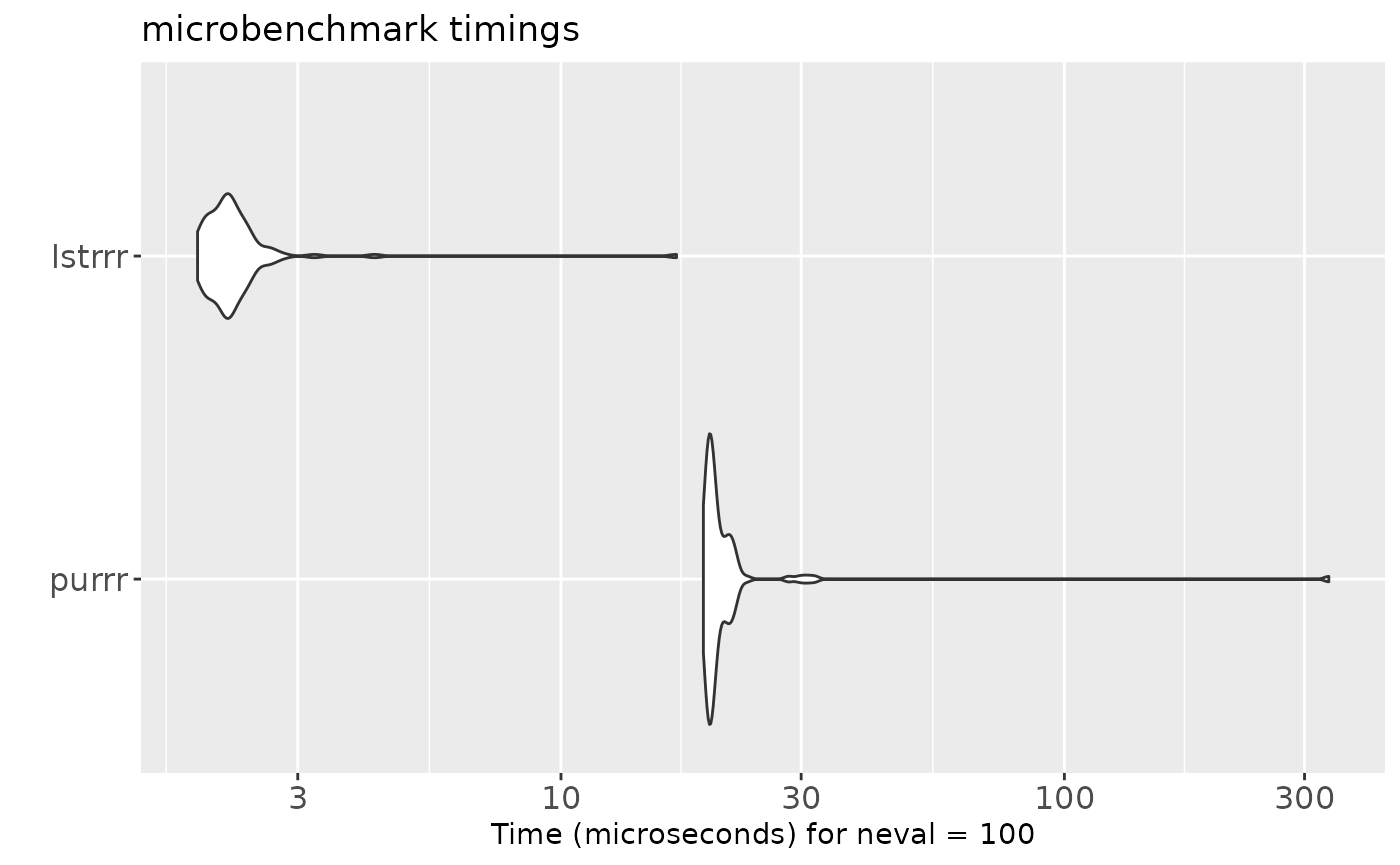 microbenchmark timings
lstrrr
purrr
3 10 30 100 300
Time (microseconds) for neval = 100